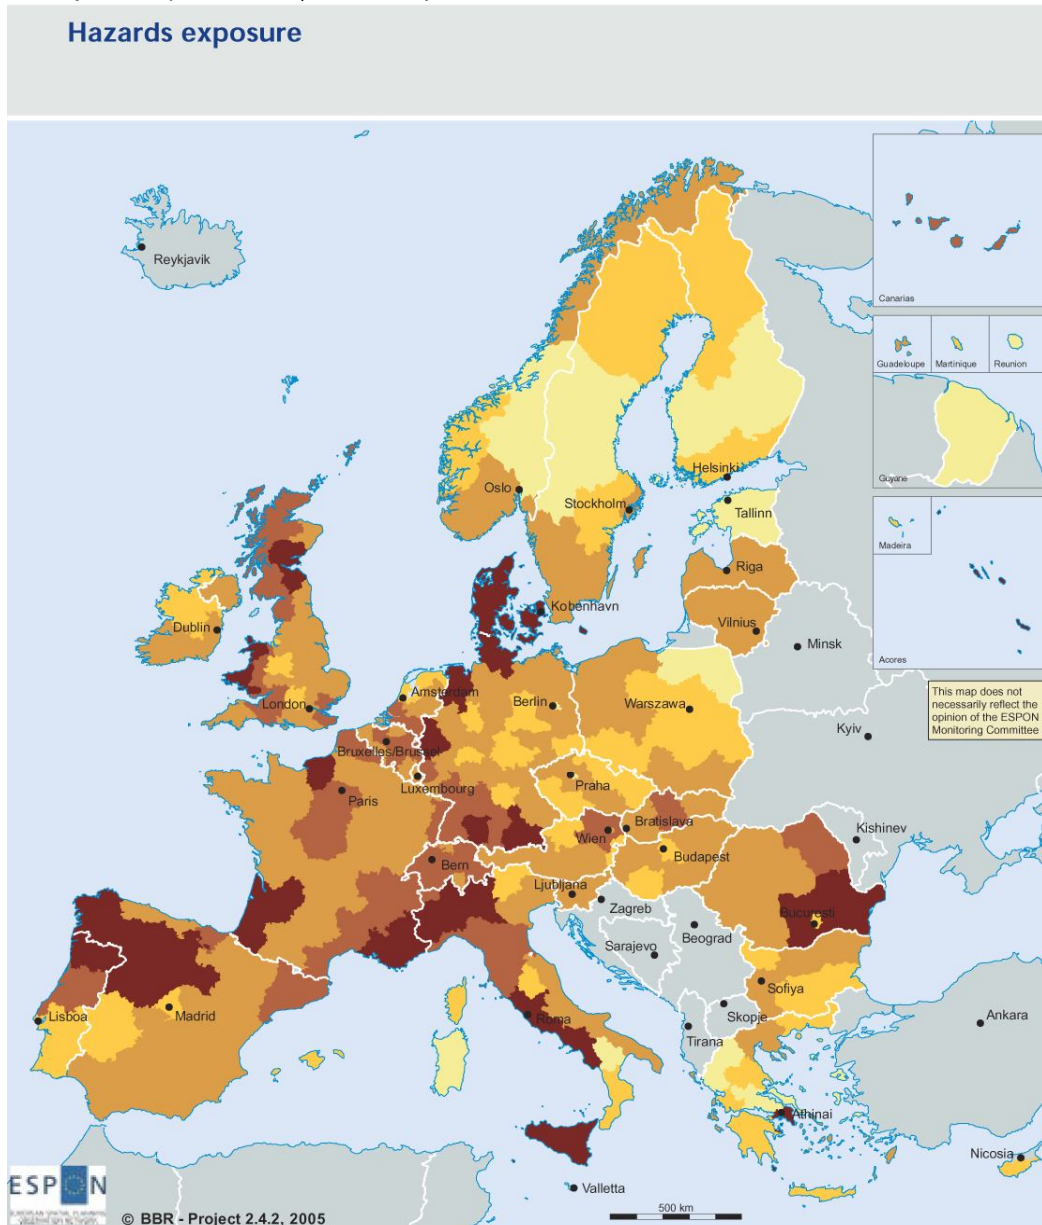 Hazards exposure
Reykjavik
Canarias
Guadeloupe
Martinique
Reunion
Guyane
Madeira
Acores
This map does not
necessarily reflect the
opinion of the ESPON
Monitoring Committee
Helsinki
Oslo
Stockholm
Tallinn
Riga
Kobenhavn
Vilnius
Dublin
Minsk
London
Amsterdam
Berlin
Warszawa
Kyiv
Bruxelles/Brussel
Luxembourg
Praha
Paris
Bratislava
Wien
Kishinev
Budapest
Bern
Ljubljana
Zagreb
Bucuresti
Beograd
Sarajevo
Sofiya
Lisboa
Madrid
Roma
Skopje
Tirana
Ankara
Athinai
Nicosia
Valletta
ESPON
500 km
© BBR - Project 2.4.2, 2005